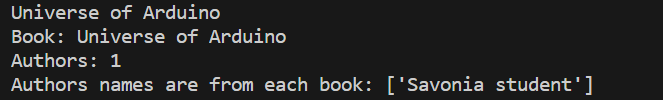 Universe of Arduino
Book: Universe of Arduino
Authors: 1
Authors names are from each book: ['Savonia student']